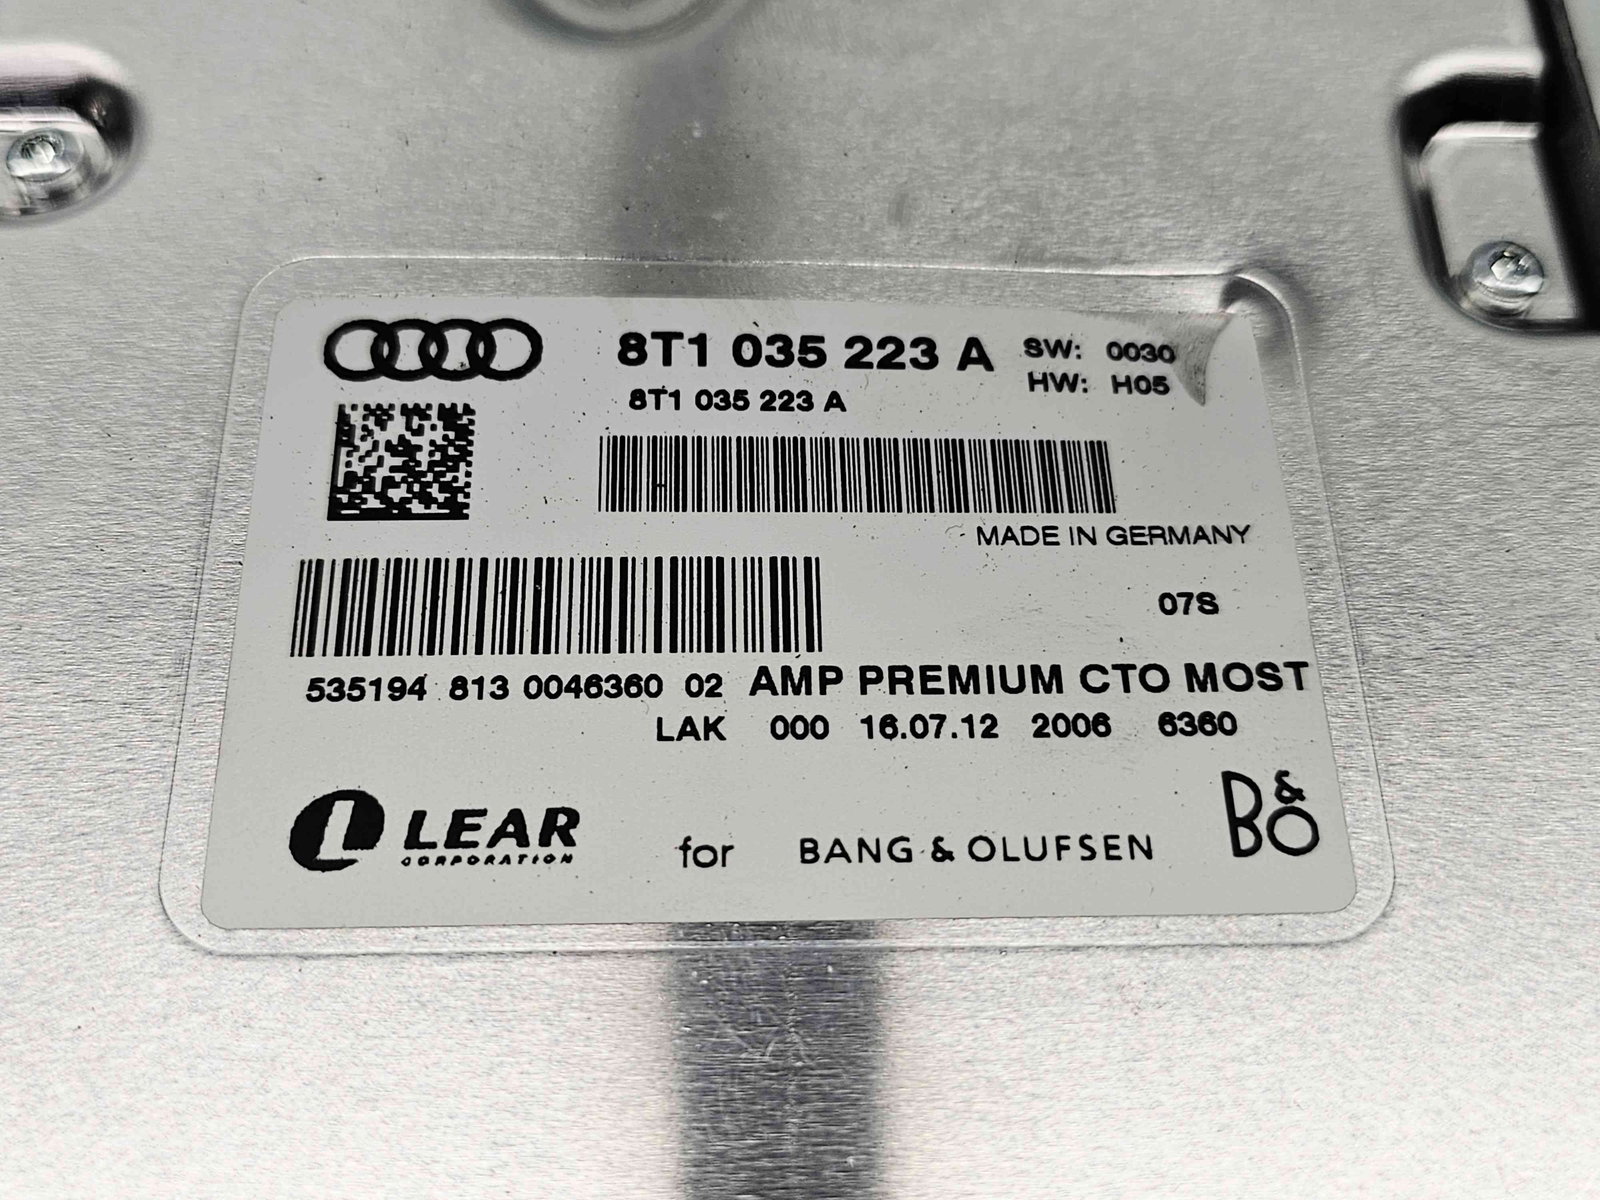 8T1 035 223 A SW: 0030
8T1 035 223 A HW: H05
MADE IN GERMANY
07S
535194 813 0046360 02 AMP PREMIUM CTO MOST
LAK 000 16.07.12 2006 6360
L LEAR
CORPORATION
for BANG & OLUFSEN B&O